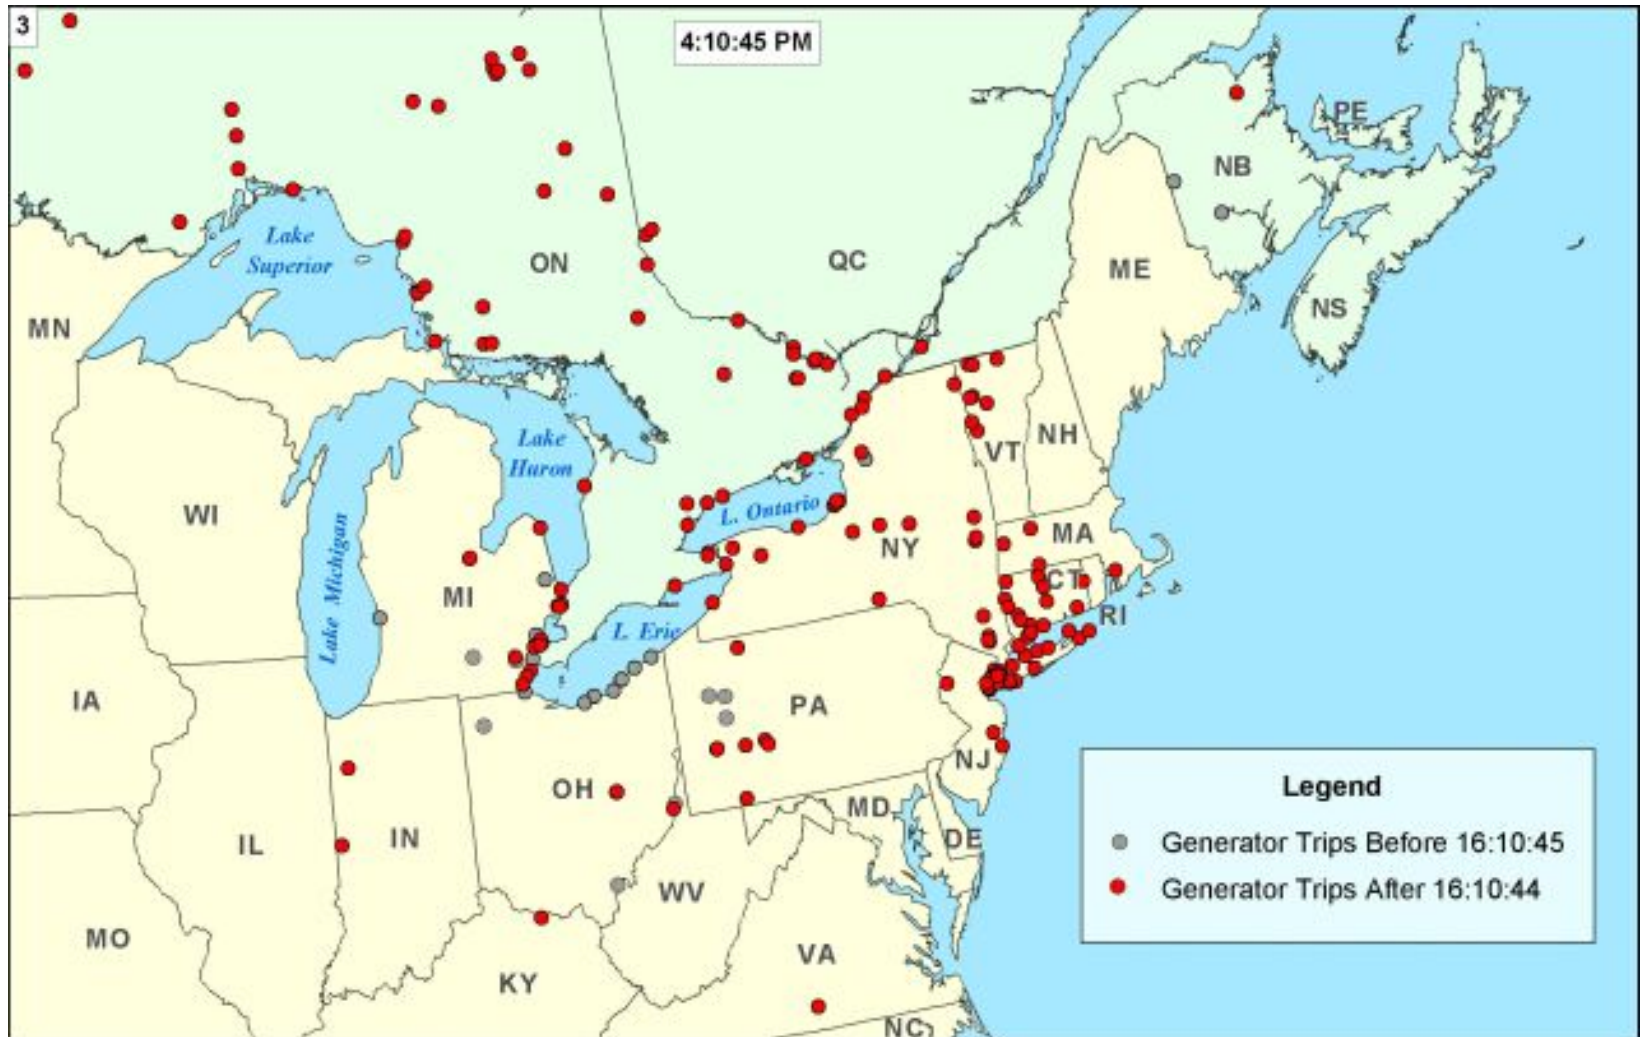 3
4:10:45 PM
PE
NB
Lake
Superior
ON
QC
ME
NS
MN
Lake
Huron
VT
NH
WI
L. Ontario
Lake Michigan
NY
MA
MI
CT
RI
L. Erie
IA
PA
NJ
OH
MD
IL
IN
DE
WV
MO
VA
KY
NC
Legend
Generator Trips Before 16:10:45
Generator Trips After 16:10:44